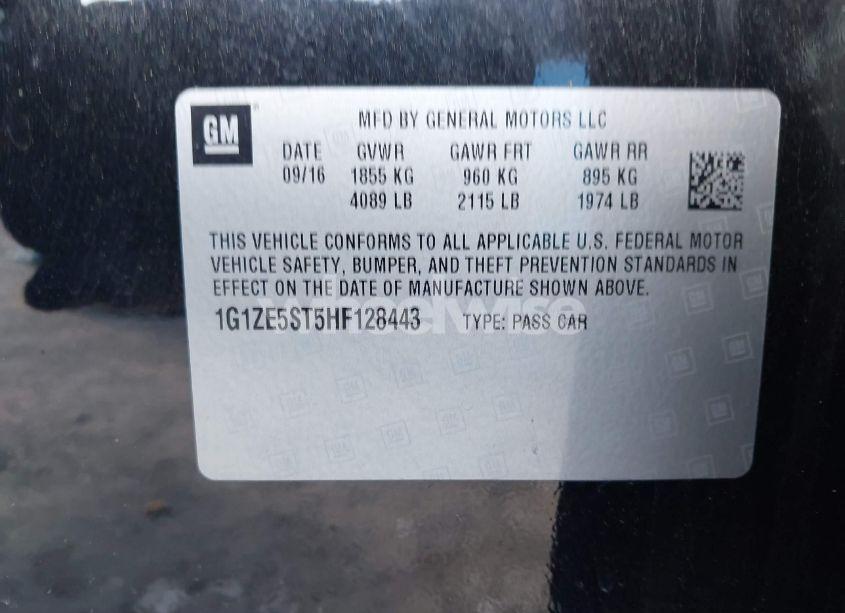 GM
MFD BY GENERAL MOTORS LLC
DATE GVWR GAWR FRT GAWR RR
09/16 1855 KG 960 KG 895 KG
4089 LB 2115 LB 1974 LB
THIS VEHICLE CONFORMS TO ALL APPLICABLE U.S. FEDERAL MOTOR
VEHICLE SAFETY, BUMPER, AND THEFT PREVENTION STANDARDS IN
EFFECT ON THE DATE OF MANUFACTURE SHOWN ABOVE.
wheelwise
1G1ZE5ST5HF128443 TYPE: PASS CAR